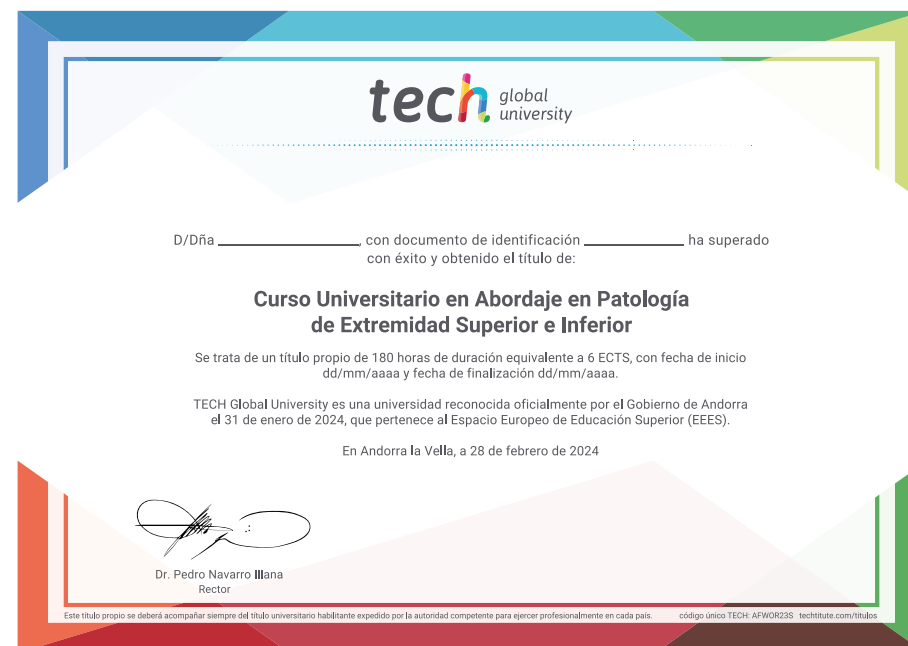 tech global university
D/Dña ____________________, con documento de identificación ______________ ha superado
con éxito y obtenido el título de:
Curso Universitario en Abordaje en Patología
de Extremidad Superior e Inferior
Se trata de un título propio de 180 horas de duración equivalente a 6 ECTS, con fecha de inicio
dd/mm/aaaa y fecha de finalización dd/mm/aaaa.
TECH Global University es una universidad reconocida oficialmente por el Gobierno de Andorra
el 31 de enero de 2024, que pertenece al Espacio Europeo de Educación Superior (EEES).
En Andorra la Vella, a 28 de febrero de 2024
Dr. Pedro Navarro Illana
Rector
Este título propio se deberá acompañar siempre del título universitario habilitante expedido por la autoridad competente para ejercer profesionalmente en cada país. código único TECH: AFWOR23S techtitute.com/titulos